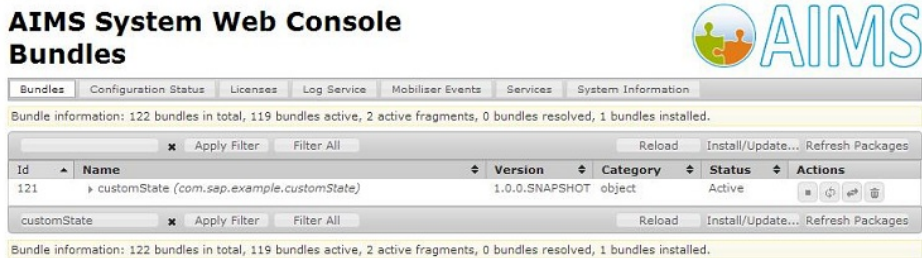 AIMS System Web Console
Bundles
AIMS
Bundles Configuration Status Licenses Log Service Mobiliser Events Services System Information
Bundle information: 122 bundles in total, 119 bundles active, 2 active fragments, 0 bundles resolved, 1 bundles installed.
Apply Filter Filter All Reload Install/Update... Refresh Packages
Id Name Version Category Status Actions
121 customState (com.sap.example.customState) 1.0.0.SNAPSHOT object Active
customState Apply Filter Filter All Reload Install/Update... Refresh Packages
Bundle information: 122 bundles in total, 119 bundles active, 2 active fragments, 0 bundles resolved, 1 bundles installed.